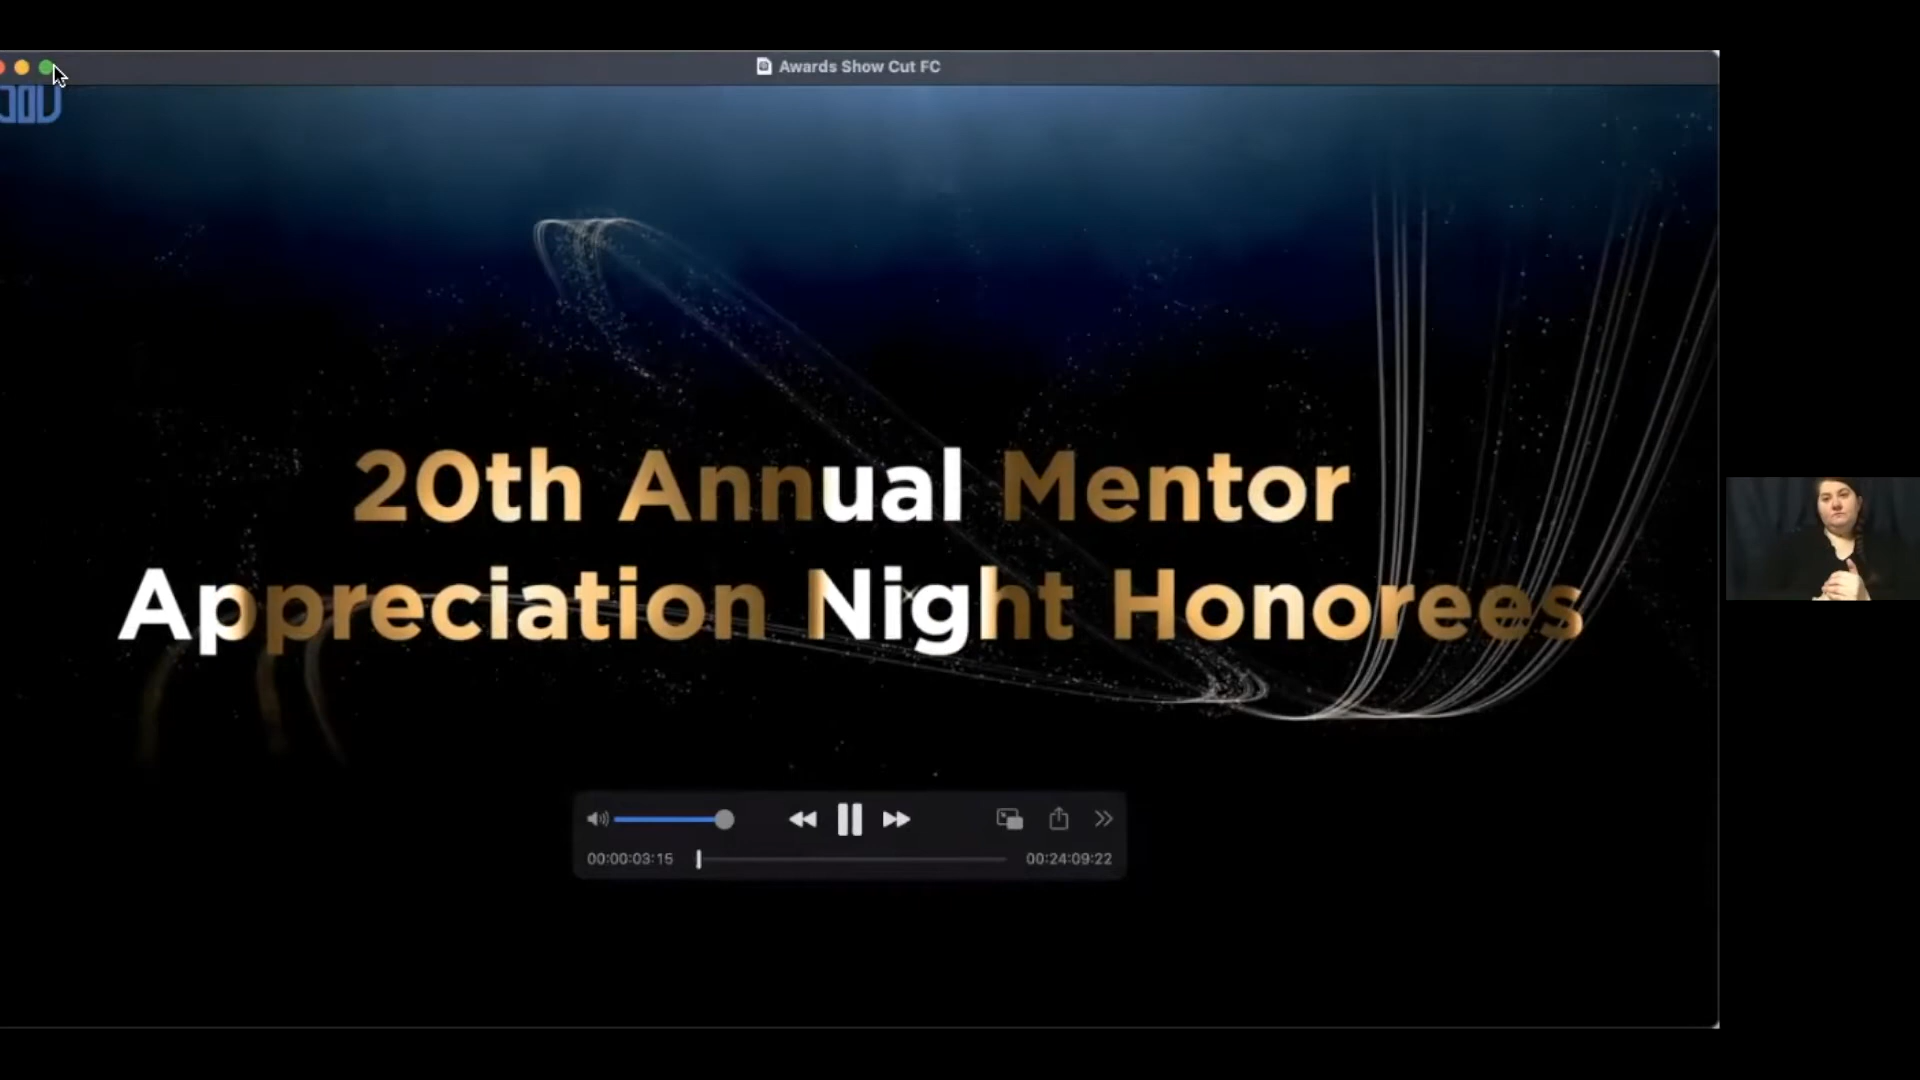 Awards Show Cut FC
20th Annual Mentor
Appreciation Night Honorees
00:00:03:15
00:24:09:22